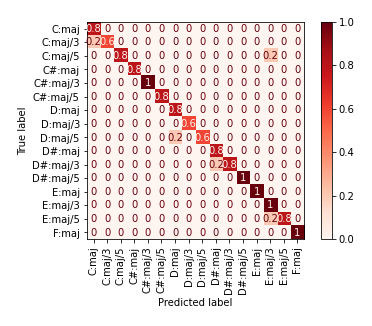 1.0
C:maj 0.8 0 0 0 0 0 0 0 0 0 0 0 0 0 0 0
C:maj/3 0.2 0.6 0 0 0 0 0 0 0 0 0 0 0 0 0 0
C:maj/5 0 0 0.8 0 0 0 0 0 0 0 0 0 0 0.2 0 0
C#:maj 0 0 0 0.8 0 0 0 0 0 0 0 0 0 0 0 0
0.8
C#:maj/3 0 0 0 0 1 0 0 0 0 0 0 0 0 0 0 0
C#:maj/5 0 0 0 0 0 0.8 0 0 0 0 0 0 0 0 0 0
D:maj 0 0 0 0 0 0 0.8 0 0 0 0 0 0 0 0 0
0.6
D:maj/3 0 0 0 0 0 0 0 0.6 0 0 0 0 0 0 0 0
D:maj/5 0 0 0 0 0 0 0.2 0 0.6 0 0 0 0 0 0 0
D#:maj 0 0 0 0 0 0 0 0 0 0.8 0 0 0 0 0 0
0.4
D#:maj/3 0 0 0 0 0 0 0 0 0 0.2 0.8 0 0 0 0 0
D#:maj/5 0 0 0 0 0 0 0 0 0 0 0 1 0 0 0 0
E:maj 0 0 0 0 0 0 0 0 0 0 0 0 1 0 0 0
0.2
E:maj/3 0 0 0 0 0 0 0 0 0 0 0 0 0 1 0 0
E:maj/5 0 0 0 0 0 0 0 0 0 0 0 0 0 0.2 0.8 0
F:maj 0 0 0 0 0 0 0 0 0 0 0 0 0 0 0 1
0.0
True label
C:maj
C:maj/3
C:maj/5
C#:maj
C#:maj/3
C#:maj/5
D:maj
D:maj/3
D:maj/5
D#:maj
D#:maj/3
D#:maj/5
E:maj
E:maj/3
E:maj/5
F:maj
Predicted label